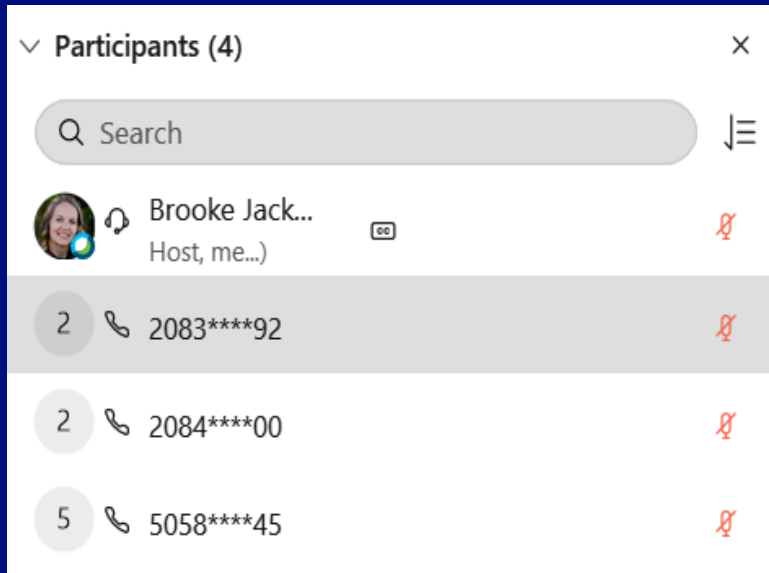 Participants (4)
Search
Brooke Jack...
Host, me...)
2 2083****92
2 2084****00
5 5058****45